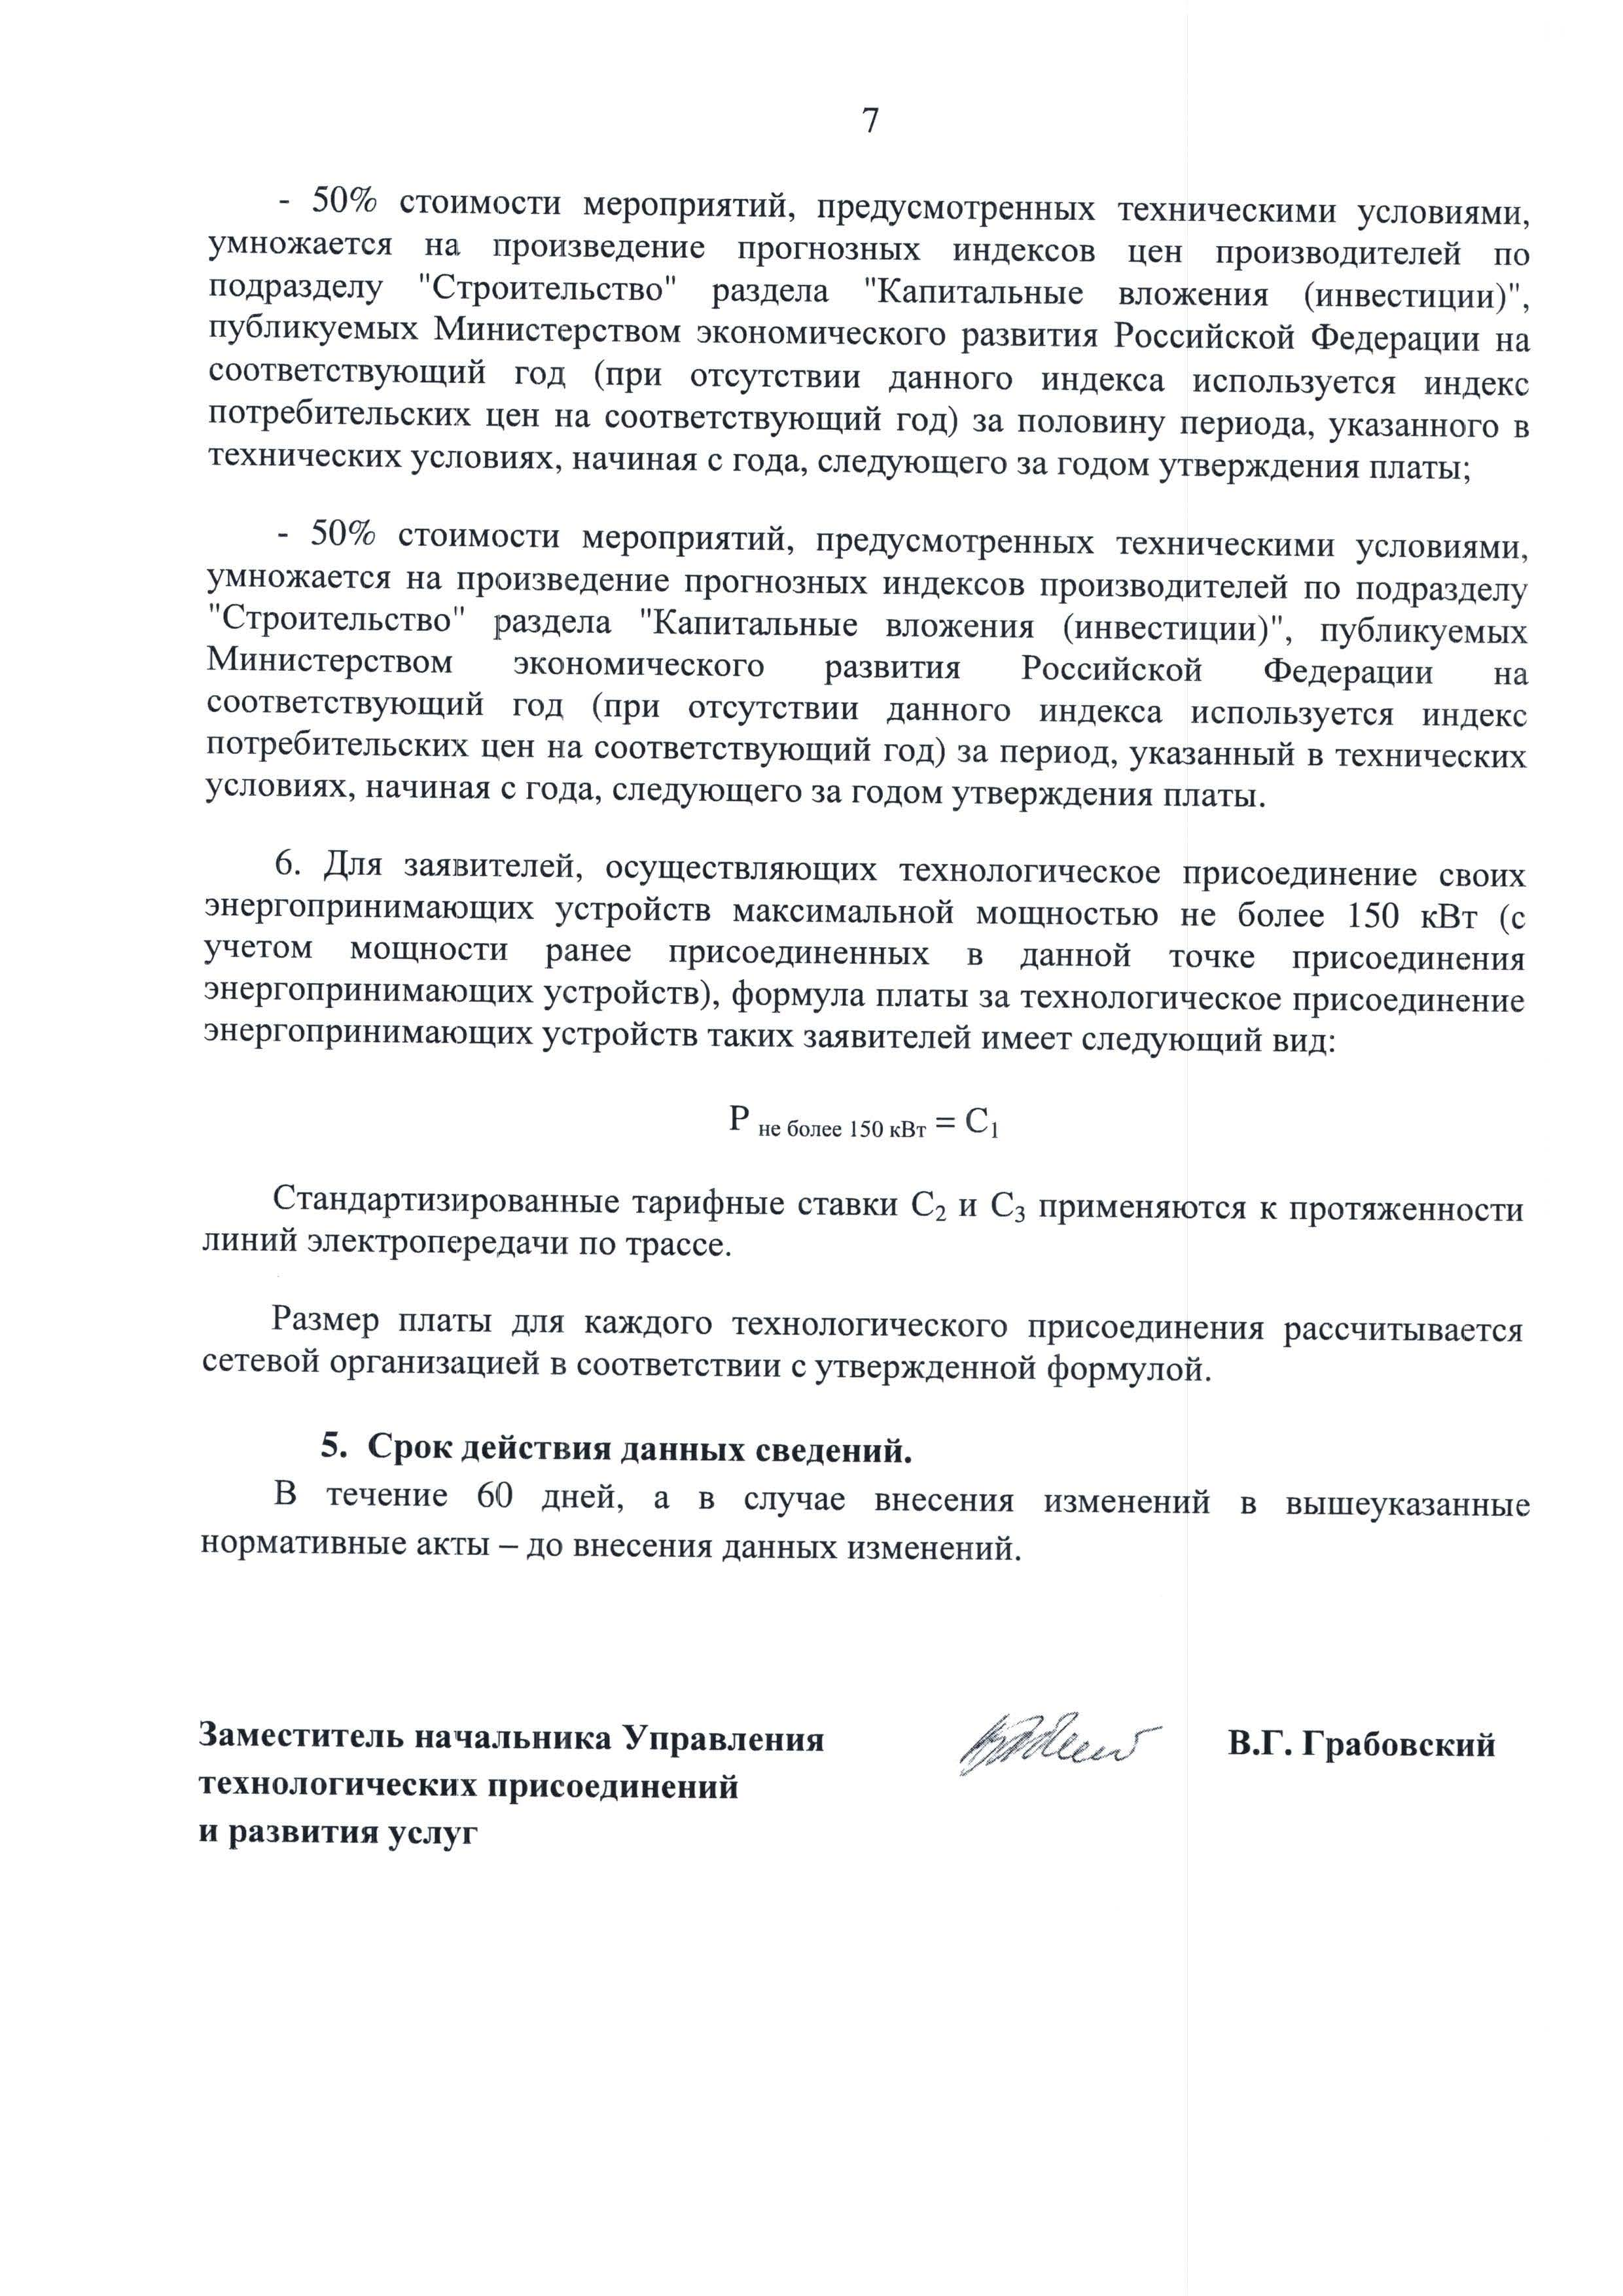 7
- 50% стоимости мероприятий, предусмотренных техническими условиями,
умножается на произведение прогнозных индексов цен производителей по
подразделу "Строительство" раздела "Капитальные вложения (инвестиции)",
публикуемых Министерством экономического развития Российской Федерации на
соответствующий год (при отсутствии данного индекса используется индекс
потребительских цен на соответствующий год) за половину периода, указанного в
технических условиях, начиная с года, следующего за годом утверждения платы;
- 50% стоимости мероприятий, предусмотренных техническими условиями,
умножается на произведение прогнозных индексов производителей по подразделу
"Строительство" раздела "Капитальные вложения (инвестиции)", публикуемых
Министерством экономического развития Российской Федерации на
соответствующий год (при отсутствии данного индекса используется индекс
потребительских цен на соответствующий год) за период, указанный в технических
условиях, начиная с года, следующего за годом утверждения платы.
6. Для заявителей, осуществляющих технологическое присоединение своих
энергопринимающих устройств максимальной мощностью не более 150 кВт (с
учетом мощности ранее присоединенных в данной точке присоединения
энергопринимающих устройств), формула платы за технологическое присоединение
энергопринимающих устройств таких заявителей имеет следующий вид:
Р не более 150 кВт = С₁
Стандартизированные тарифные ставки С₂ и С₃ применяются к протяженности
линий электропередачи по трассе.
Размер платы для каждого технологического присоединения рассчитывается
сетевой организацией в соответствии с утвержденной формулой.
5. Срок действия данных сведений.
В течение 60 дней, а в случае внесения изменений в вышеуказанные
нормативные акты – до внесения данных изменений.
Заместитель начальника Управления В.Г. Грабовский
технологических присоединений
и развития услуг